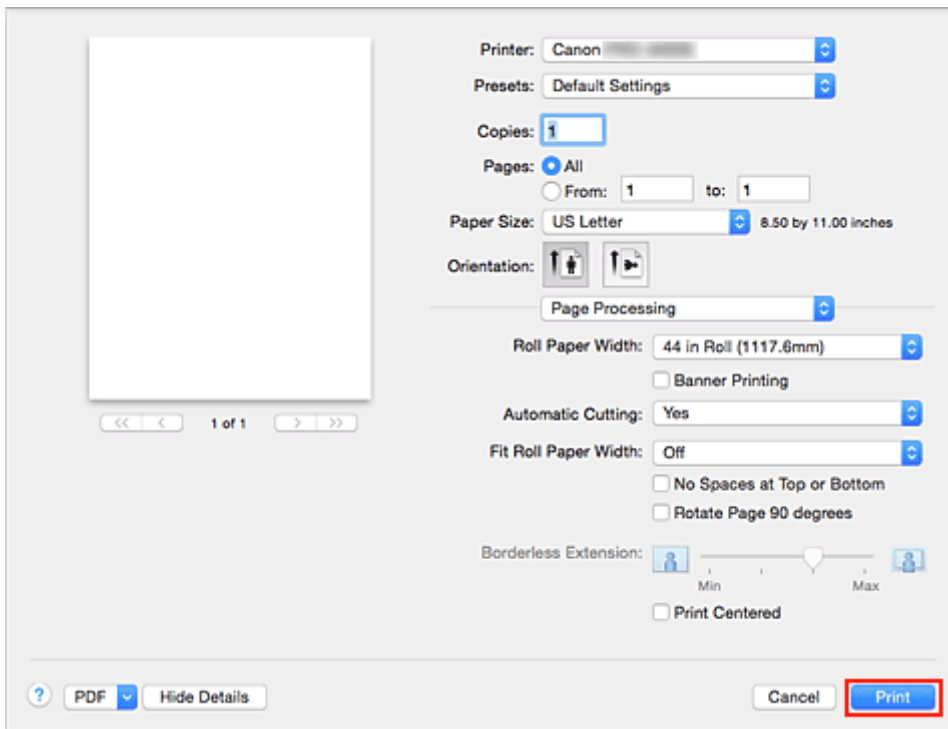 Printer: Canon
Presets: Default Settings
Copies: 1
Pages: All
From: 1 to: 1
Paper Size: US Letter 8.50 by 11.00 inches
Orientation:
Page Processing
Roll Paper Width: 44 in Roll (1117.6mm)
Banner Printing
1 of 1
Automatic Cutting: Yes
Fit Roll Paper Width: Off
No Spaces at Top or Bottom
Rotate Page 90 degrees
Borderless Extension:
Min Max
Print Centered
? PDF Hide Details Cancel Print